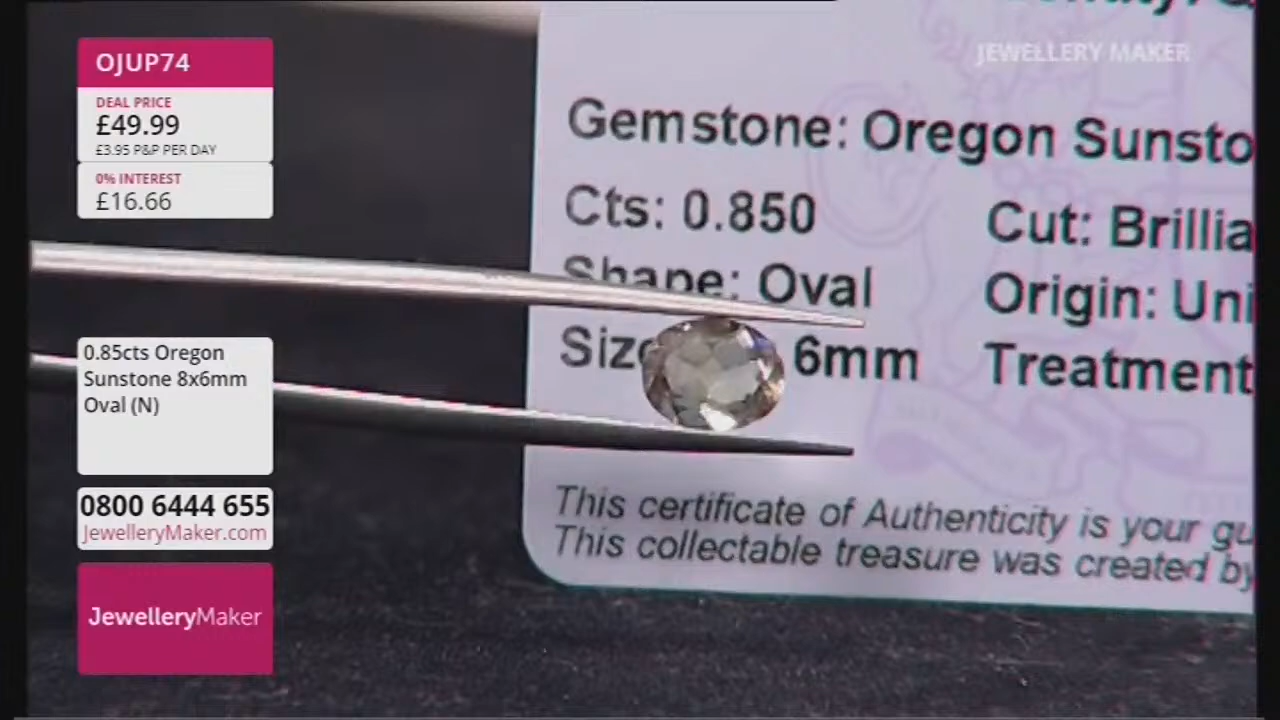 OJUP74
DEAL PRICE
£49.99
£3.95 P&P PER DAY
0% INTEREST
£16.66
0.85cts Oregon
Sunstone 8x6mm
Oval (N)
0800 6444 655
JewelleryMaker.com
JewelleryMaker
JEWELLERY MAKER
Gemstone: Oregon Sunsto
Cts: 0.850 Cut: Brillia
Shape: Oval Origin: Uni
6mm Treatment
This certificate of Authenticity is your gu
This collectable treasure was created by